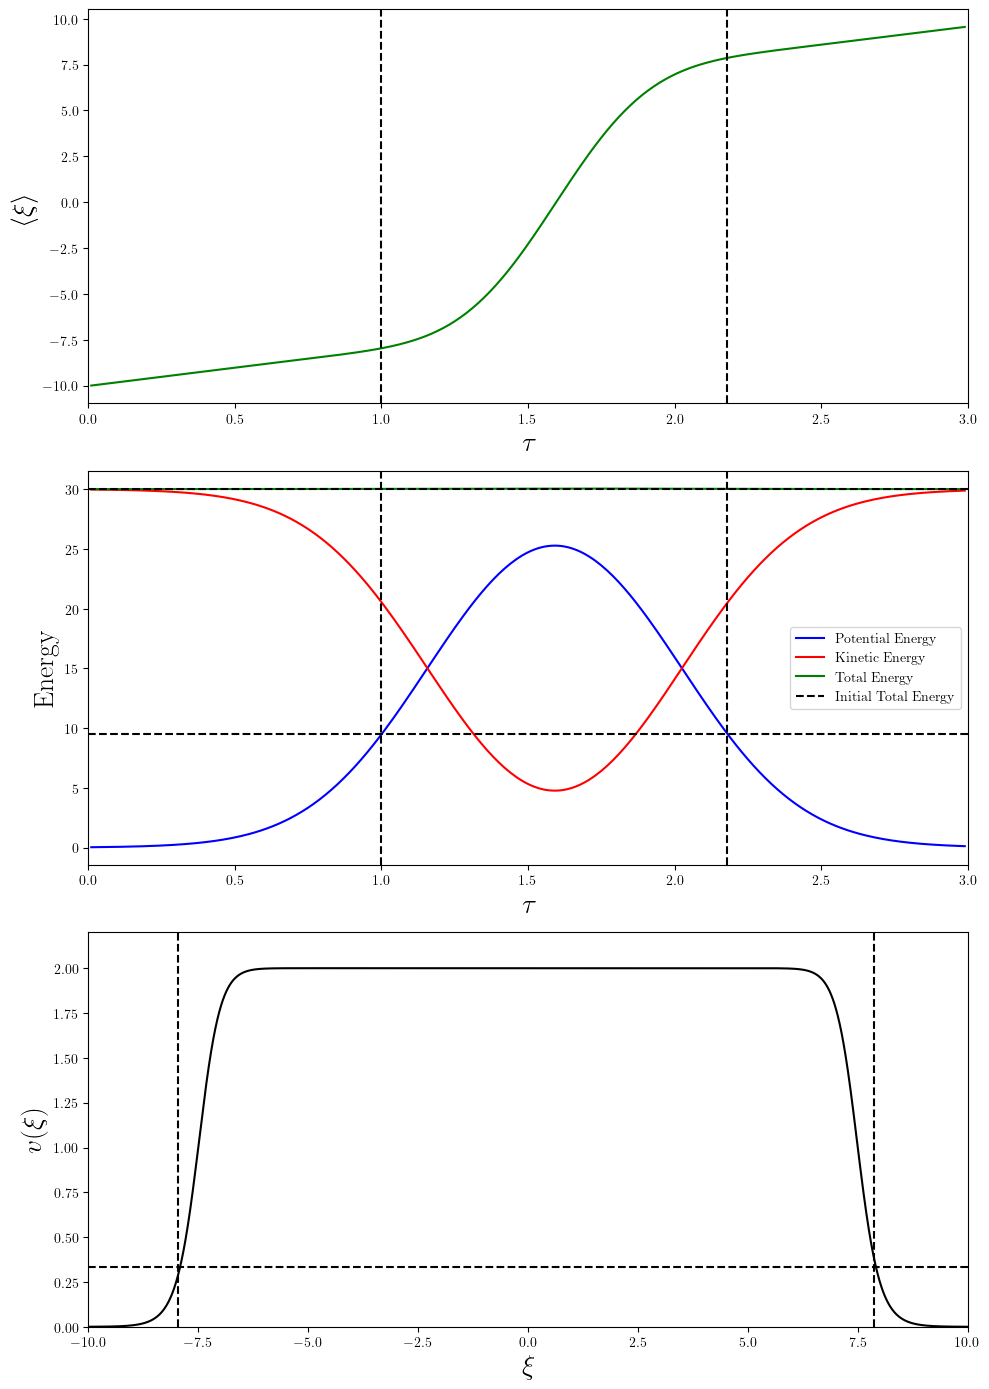 10.0
7.5
5.0
2.5
0.0
−2.5
−5.0
−7.5
−10.0
⟨ξ⟩
0.0 0.5 1.0 1.5 2.0 2.5 3.0
τ
30
25
20
15
10
5
0
Energy
Potential Energy
Kinetic Energy
Total Energy
Initial Total Energy
0.0 0.5 1.0 1.5 2.0 2.5 3.0
τ
2.00
1.75
1.50
1.25
1.00
0.75
0.50
0.25
0.00
v(ξ)
−10.0 −7.5 −5.0 −2.5 0.0 2.5 5.0 7.5 10.0
ξ